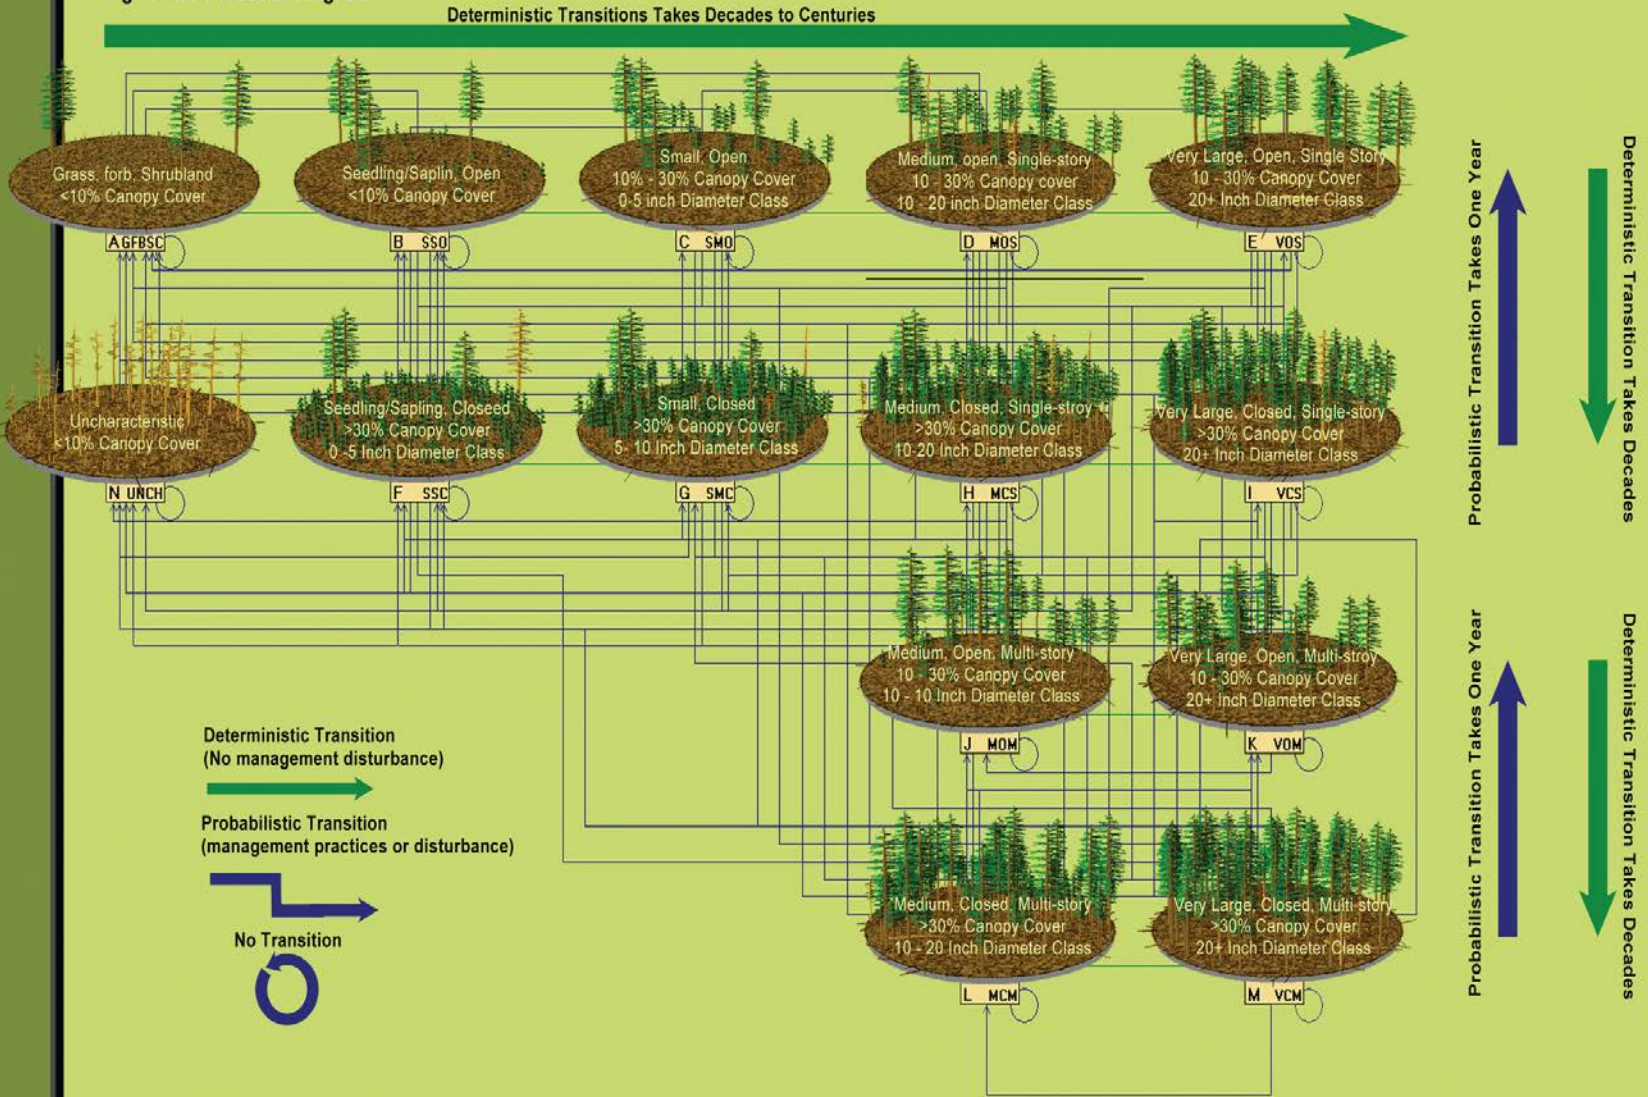 Deterministic Transitions Takes Decades to Centuries
Grass. forb, Shrubland
<10% Canopy Cover
AGFBSC
Seedling/Saplin, Open
<10% Canopy Cover
B SSO
Small, Open
10% - 30% Canopy Cover
0-5 inch Diameter Class
C SMO
Medium, open, Single-story
10 - 30% Canopy cover
10 - 20 inch Diameter Class
D MOS
Very Large, Open, Single Story
10 - 30% Canopy Cover
20+ Inch Diameter Class
E VOS
Uncharacteristic
<10% Canopy Cover
N UNCH
Seedling/Sapling, Closeed
>30% Canopy Cover
0 -5 Inch Diameter Class
F SSC
Small, Closed
>30% Canopy Cover
5- 10 Inch Diameter Class
G SMC
Medium, Closed, Single-stroy
>30% Canopy Cover
10-20 Inch Diameter Class
H MCS
Very Large, Closed, Single-story
>30% Canopy Cover
20+ Inch Diameter Class
I VCS
Medium, Open, Multi-story
10 - 30% Canopy Cover
10 - 10 Inch Diameter Class
J MOM
Very Large, Open, Multi-stroy
10 - 30% Canopy Cover
20+ Inch Diameter Class
K VOM
Medium, Closed, Multi-story
>30% Canopy Cover
10 - 20 Inch Diameter Class
L MCM
Very Large, Closed, Multi-story
>30% Canopy Cover
20+ Inch Diameter Class
M VCM
Deterministic Transition
(No management disturbance)
Probabilistic Transition
(management practices or disturbance)
No Transition
Probabilistic Transition Takes One Year
Deterministic Transition Takes Decades
Probabilistic Transition Takes One Year
Deterministic Transition Takes Decades